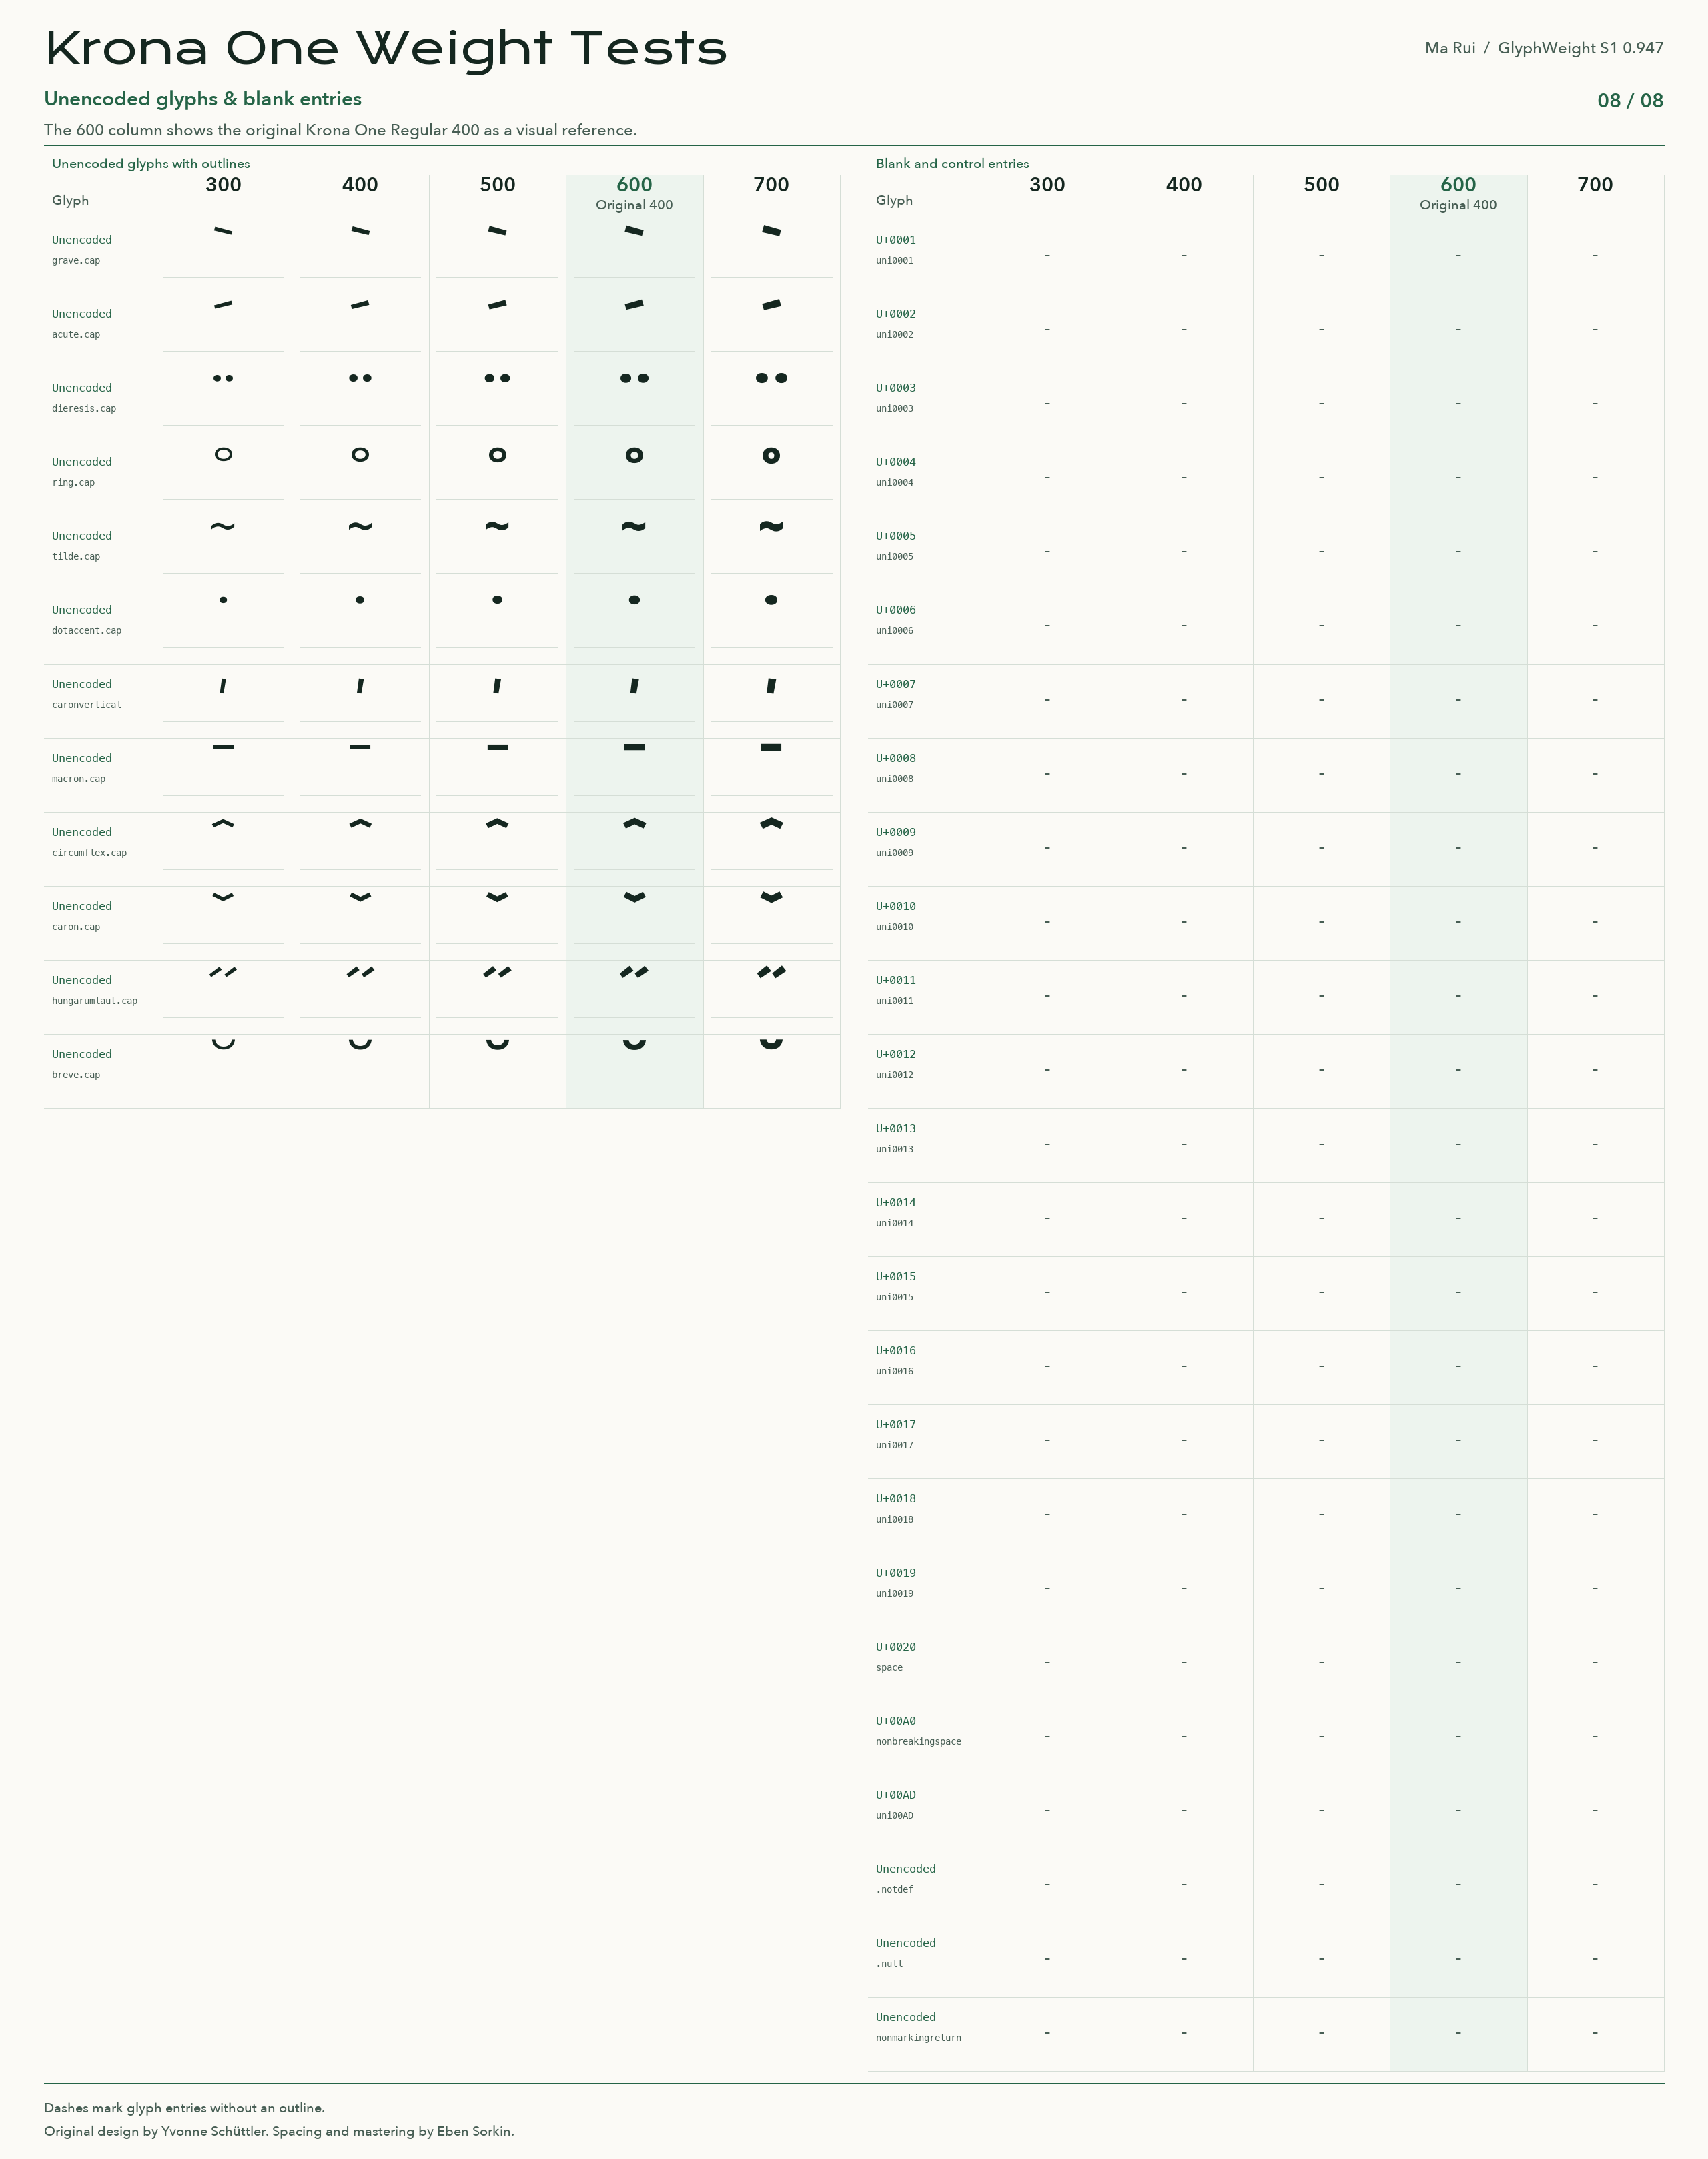 Krona One Weight Tests
Ma Rui / GlyphWeight S1 0.947
Unencoded glyphs & blank entries
08 / 08
The 600 column shows the original Krona One Regular 400 as a visual reference.
Unencoded glyphs with outlines
Glyph 300 400 500 600 700
Original 400
Unencoded
grave.cap
Unencoded
acute.cap
Unencoded
dieresis.cap
Unencoded
ring.cap
Unencoded
tilde.cap
Unencoded
dotaccent.cap
Unencoded
caronvertical
Unencoded
macron.cap
Unencoded
circumflex.cap
Unencoded
caron.cap
Unencoded
hungarumlaut.cap
Unencoded
breve.cap
Blank and control entries
Glyph 300 400 500 600 700
Original 400
U+0001
uni0001 - - - - -
U+0002
uni0002 - - - - -
U+0003
uni0003 - - - - -
U+0004
uni0004 - - - - -
U+0005
uni0005 - - - - -
U+0006
uni0006 - - - - -
U+0007
uni0007 - - - - -
U+0008
uni0008 - - - - -
U+0009
uni0009 - - - - -
U+0010
uni0010 - - - - -
U+0011
uni0011 - - - - -
U+0012
uni0012 - - - - -
U+0013
uni0013 - - - - -
U+0014
uni0014 - - - - -
U+0015
uni0015 - - - - -
U+0016
uni0016 - - - - -
U+0017
uni0017 - - - - -
U+0018
uni0018 - - - - -
U+0019
uni0019 - - - - -
U+0020
space - - - - -
U+00A0
nonbreakingspace - - - - -
U+00AD
uni00AD - - - - -
Unencoded
.notdef - - - - -
Unencoded
.null - - - - -
Unencoded
nonmarkingreturn - - - - -
Dashes mark glyph entries without an outline.
Original design by Yvonne Schüttler. Spacing and mastering by Eben Sorkin.